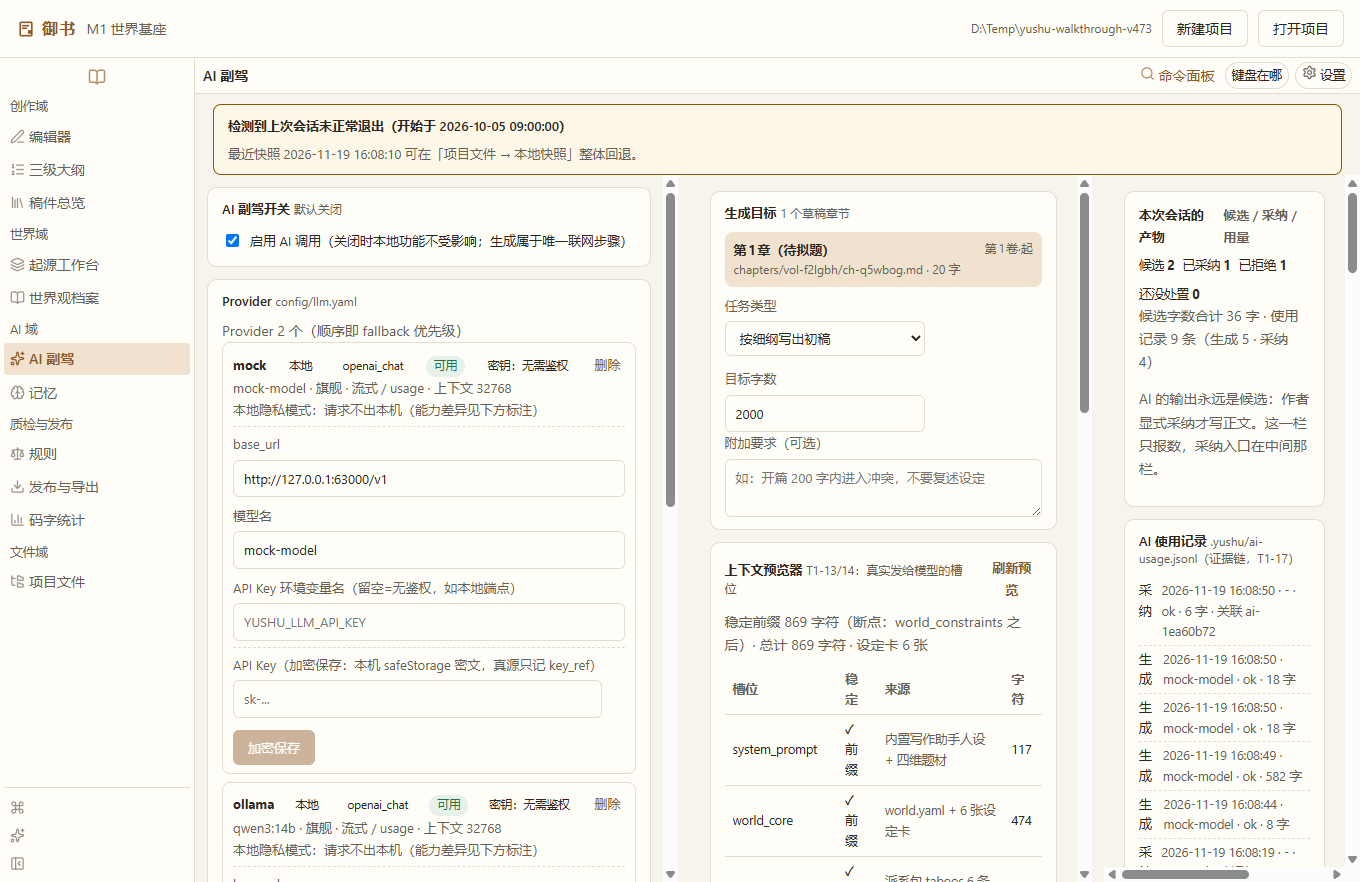 御书 M1 世界基座
D:\Temp\yushu-walkthrough-v473 新建项目 打开项目
创作域
编辑器
三级大纲
稿件总览
世界域
起源工作台
世界观档案
AI 域
AI 副驾
记忆
质检与发布
规则
发布与导出
码字统计
文件域
项目文件
AI 副驾
命令面板 键盘在哪 设置
检测到上次会话未正常退出（开始于 2026-10-05 09:00:00）
最近快照 2026-11-19 16:08:10 可在「项目文件 → 本地快照」整体回退。
AI 副驾开关 默认关闭
启用 AI 调用（关闭时本地功能不受影响；生成属于唯一联网步骤）
Provider config/llm.yaml
Provider 2 个（顺序即 fallback 优先级）
mock 本地 openai_chat 可用 密钥：无需鉴权 删除
mock-model · 旗舰 · 流式 / usage · 上下文 32768
本地隐私模式：请求不出本机（能力差异见下方标注）
base_url
http://127.0.0.1:63000/v1
模型名
mock-model
API Key 环境变量名（留空=无鉴权，如本地端点）
YUSHU_LLM_API_KEY
API Key（加密保存：本机 safeStorage 密文，真源只记 key_ref）
sk-...
加密保存
ollama 本地 openai_chat 可用 密钥：无需鉴权 删除
qwen3:14b · 旗舰 · 流式 / usage · 上下文 32768
本地隐私模式：请求不出本机（能力差异见下方标注）
生成目标 1 个草稿章节
第 1 章（待拟题） 第 1 卷·起
chapters/vol-f2lgbh/ch-q5wbog.md · 20 字
任务类型
按细纲写出初稿
目标字数
2000
附加要求（可选）
如：开篇 200 字内进入冲突，不要复述设定
上下文预览器 T1-13/14：真实发给模型的槽
位
刷新预
览
稳定前缀 869 字符（断点：world_constraints 之
后）· 总计 869 字符 · 设定卡 6 张
槽位 稳定 来源 字符
system_prompt ✓ 前缀 内置写作助手人设 + 四维题材 117
world_core ✓ 前缀 world.yaml + 6 张设定卡 474
✓ 派系包 taboos 6 条
本次会话的
产物
候选 / 采纳 /
用量
候选 2 已采纳 1 已拒绝 1
还没处置 0
候选字数合计 36 字 · 使用
记录 9 条（生成 5 · 采纳
4）
AI 的输出永远是候选：作者
显式采纳才写正文。这一栏
只报数，采纳入口在中间那
栏。
AI 使用记录 .yushu/ai-
usage.jsonl（证据链，T1-17）
采纳 2026-11-19 16:08:50 · - ·
ok · 6 字 · 关联 ai-
1ea60b72
生成 2026-11-19 16:08:50 ·
mock-model · ok · 18 字
生成 2026-11-19 16:08:50 ·
mock-model · ok · 18 字
生成 2026-11-19 16:08:49 ·
mock-model · ok · 582 字
生成 2026-11-19 16:08:44 ·
mock-model · ok · 8 字
采 2026-11-19 16:08:19 · - ·